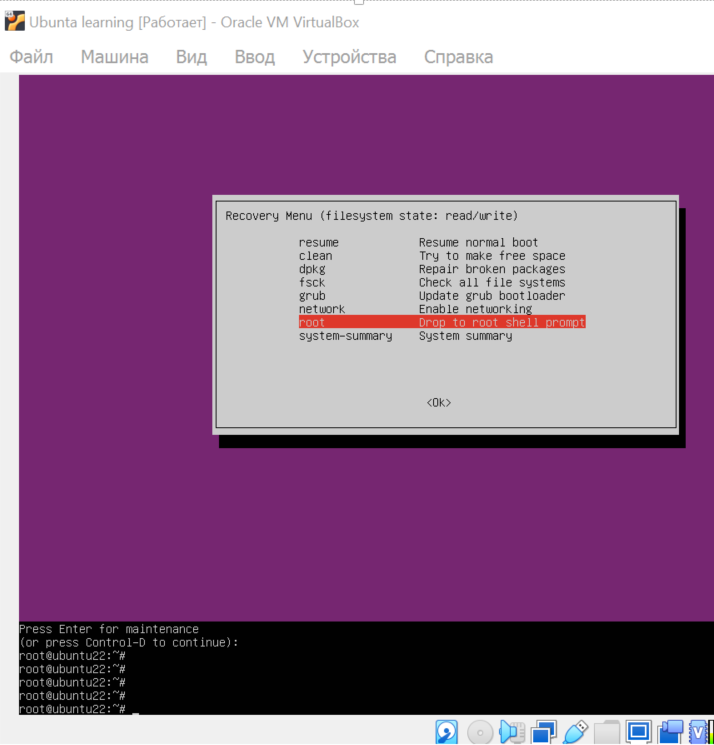 Ubunta learning [Работает] - Oracle VM VirtualBox
Файл Машина Вид Ввод Устройства Справка
Recovery Menu (filesystem state: read/write)
resume Resume normal boot
clean Try to make free space
dpkg Repair broken packages
fsck Check all file systems
grub Update grub bootloader
network Enable networking
root Drop to root shell prompt
system-summary System summary
<Ok>
Press Enter for maintenance
(or press Control-D to continue):
root@ubuntu22:~#
root@ubuntu22:~#
root@ubuntu22:~#
root@ubuntu22:~#
root@ubuntu22:~# _